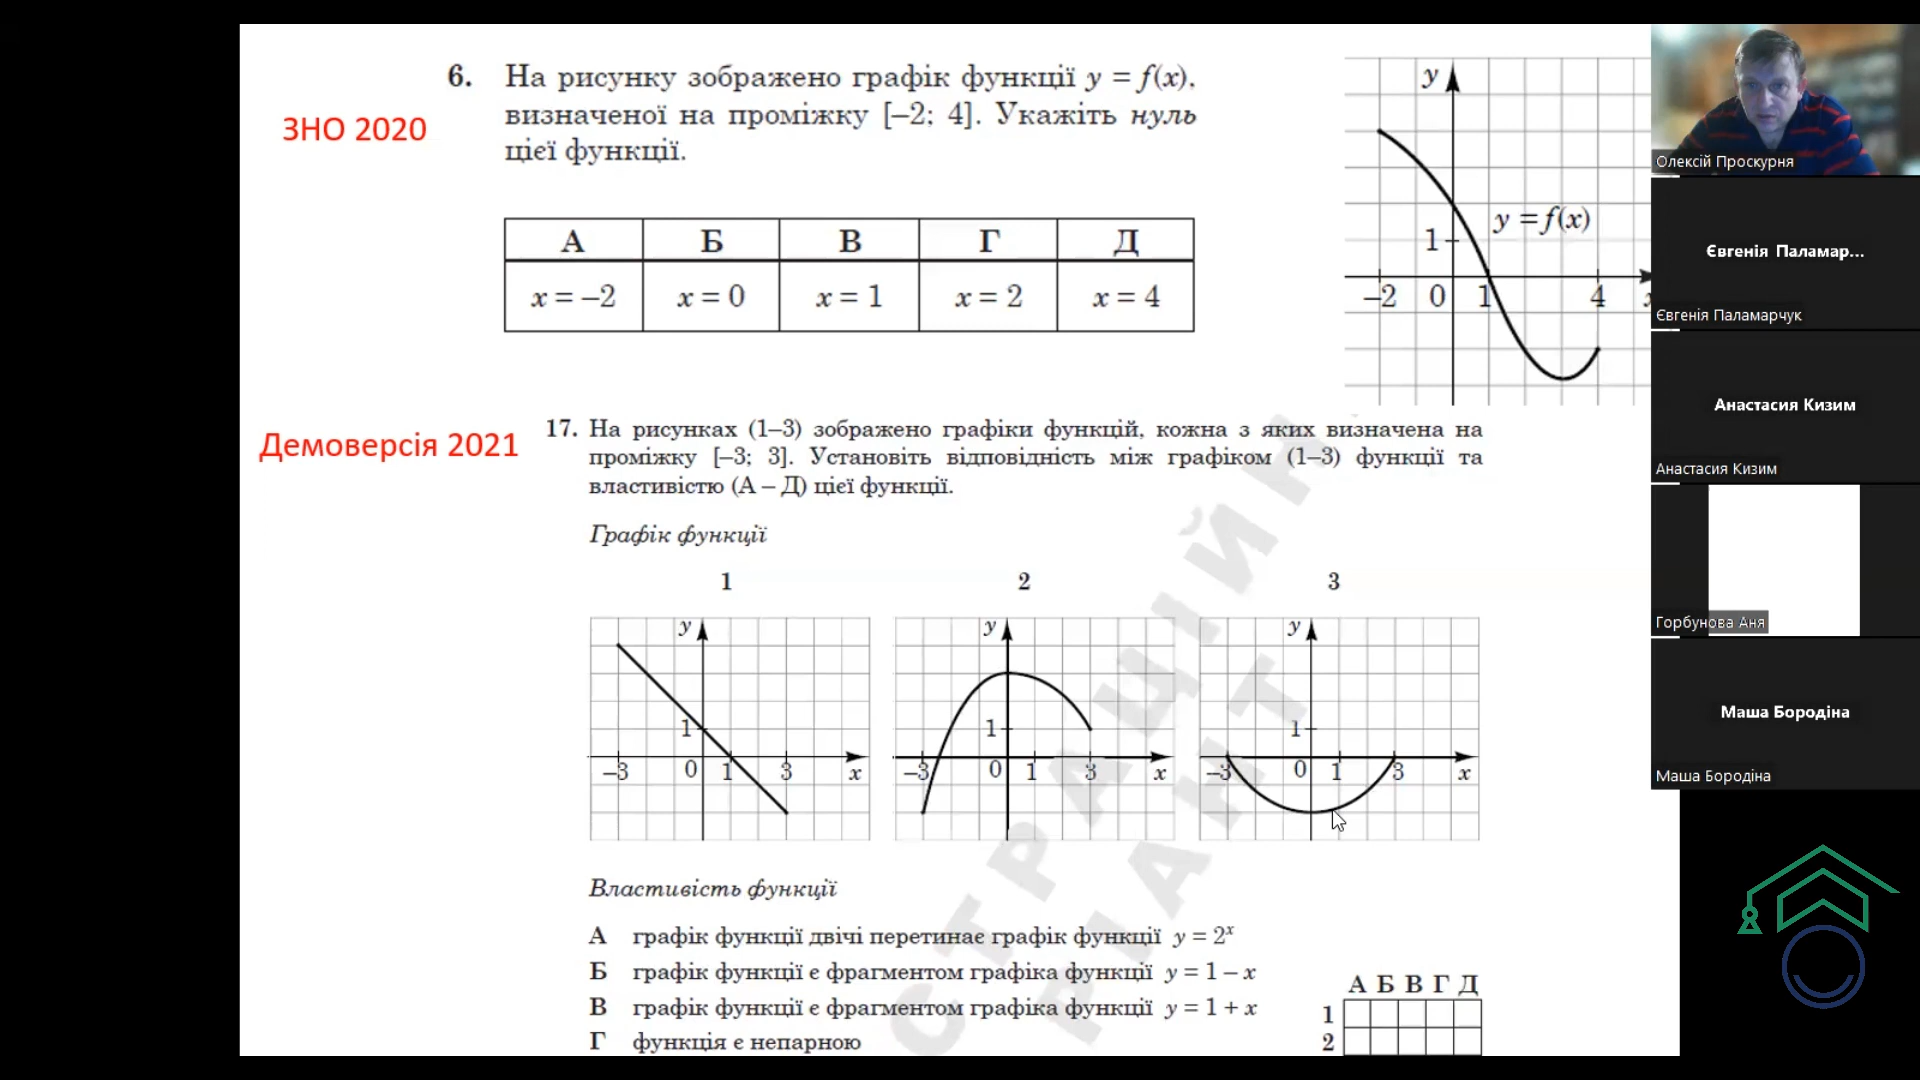 6. На рисунку зображено графік функції y = f(x),
визначеної на проміжку [–2; 4]. Укажіть нуль
цієї функції.
ЗНО 2020
А Б В Г Д
x = –2 x = 0 x = 1 x = 2 x = 4
y
y = f(x)
1
–2 0 1 4
Демоверсія 2021
17. На рисунках (1–3) зображено графіки функцій, кожна з яких визначена на
проміжку [–3; 3]. Установіть відповідність між графіком (1–3) функції та
властивістю (А – Д) цієї функції.
Графік функції
1 2 3
y y y
1 1 1
–3 0 1 3 x –3 0 1 3 x –3 0 1 3 x
Властивість функції
А графік функції двічі перетинає графік функції y = 2ˣ
Б графік функції є фрагментом графіка функції y = 1 – x
В графік функції є фрагментом графіка функції y = 1 + x
Г функція є непарною
А Б В Г Д
1
2
Олексій Проскурня
Євгенія Паламар...
Євгенія Паламарчук
Анастасия Кизим
Анастасия Кизим
Горбунова Аня
Маша Бородіна
Маша Бородіна